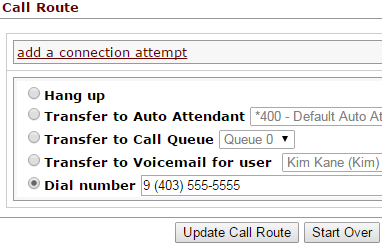 Call Route
add a connection attempt
Hang up
Transfer to Auto Attendant *400 - Default Auto At
Transfer to Call Queue Queue 0
Transfer to Voicemail for user Kim Kane (Kim)
Dial number 9 (403) 555-5555
Update Call Route Start Over